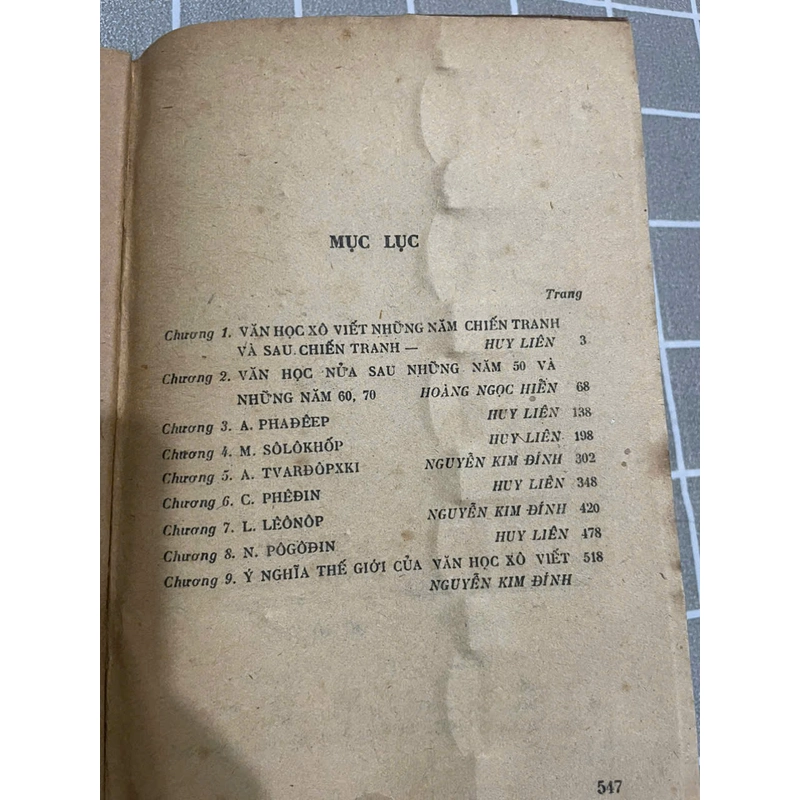 MỤC LỤC
Trang
Chương 1. VĂN HỌC XÔ VIẾT NHỮNG NĂM CHIẾN TRANH
VÀ SAU CHIẾN TRANH — HUY LIÊN 3
Chương 2. VĂN HỌC NỬA SAU NHỮNG NĂM 50 VÀ
NHỮNG NĂM 60, 70 HOÀNG NGỌC HIẾN 68
Chương 3. A. PHAĐÊEP HUY LIÊN 138
Chương 4. M. SÔLÔKHỐP HUY LIÊN 198
Chương 5. A. TVARĐÔPXKI NGUYỄN KIM ĐÍNH 302
Chương 6. C. PHÊĐIN HUY LIÊN 348
Chương 7. L. LÊÔNÔP NGUYỄN KIM ĐÍNH 420
Chương 8. N. PÔGÔĐIN HUY LIÊN 478
Chương 9. Ý NGHĨA THẾ GIỚI CỦA VĂN HỌC XÔ VIẾT 518
NGUYỄN KIM ĐÍNH
547